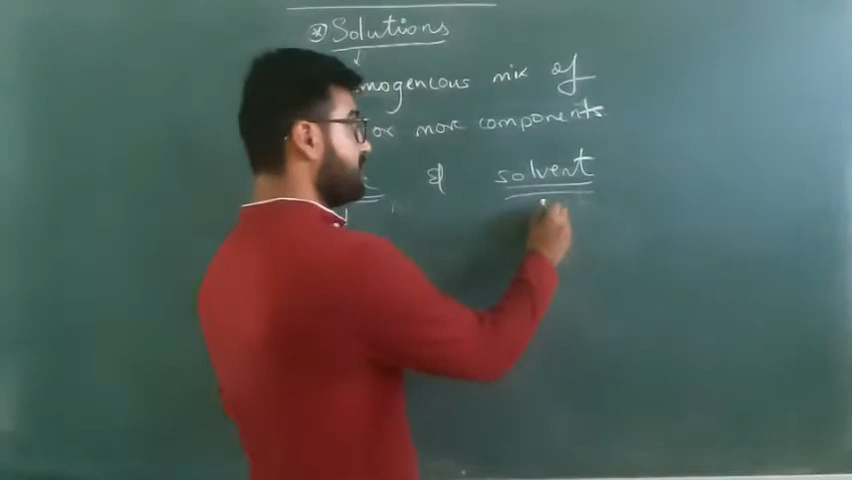 * Solutions
mogeneous mix of
or more components.
& solvent